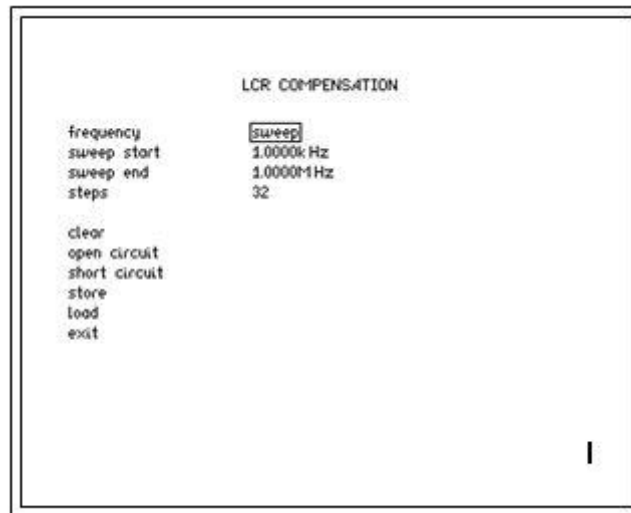 LCR COMPENSATION
frequency sweep
sweep start 1.0000k Hz
sweep end 1.0000M Hz
steps 32
clear
open circuit
short circuit
store
load
exit